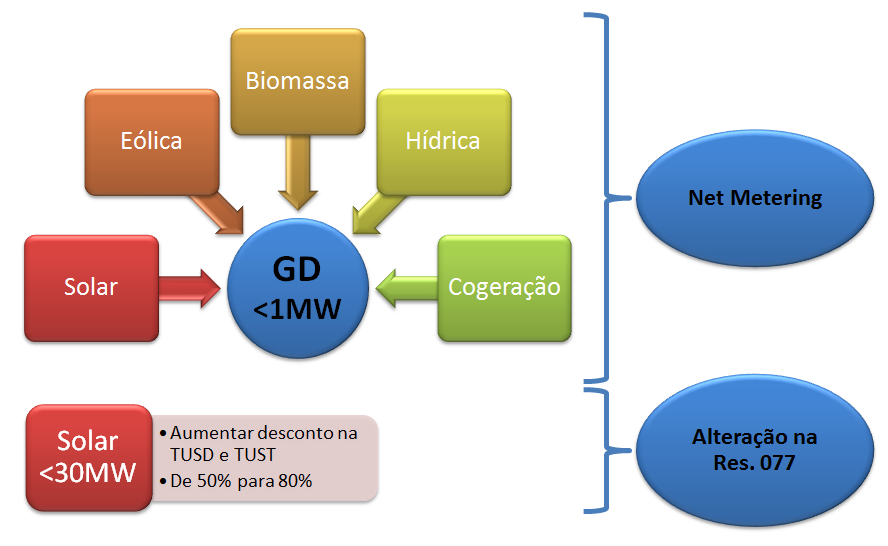 Biomassa
Eólica
Hídrica
Solar
GD
<1MW
Cogeração
Net Metering
Solar
<30MW
• Aumentar desconto na
TUSD e TUST
• De 50% para 80%
Alteração na
Res. 077